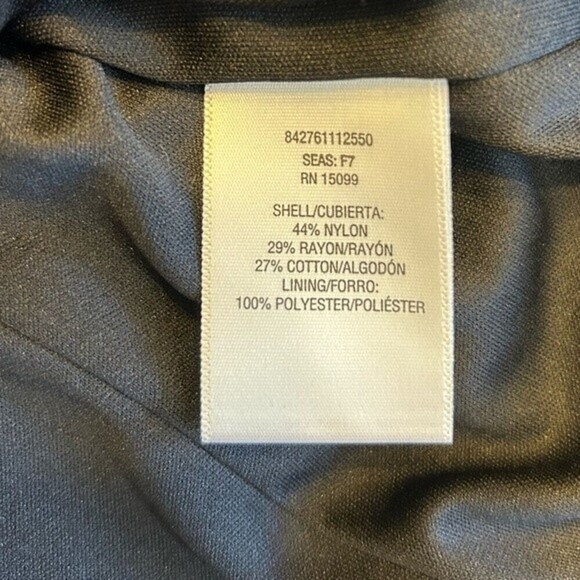 842761112550
SEAS: F7
RN 15099
SHELL/CUBIERTA:
44% NYLON
29% RAYON/RAYÓN
27% COTTON/ALGODÓN
LINING/FORRO:
100% POLYESTER/POLIÉSTER